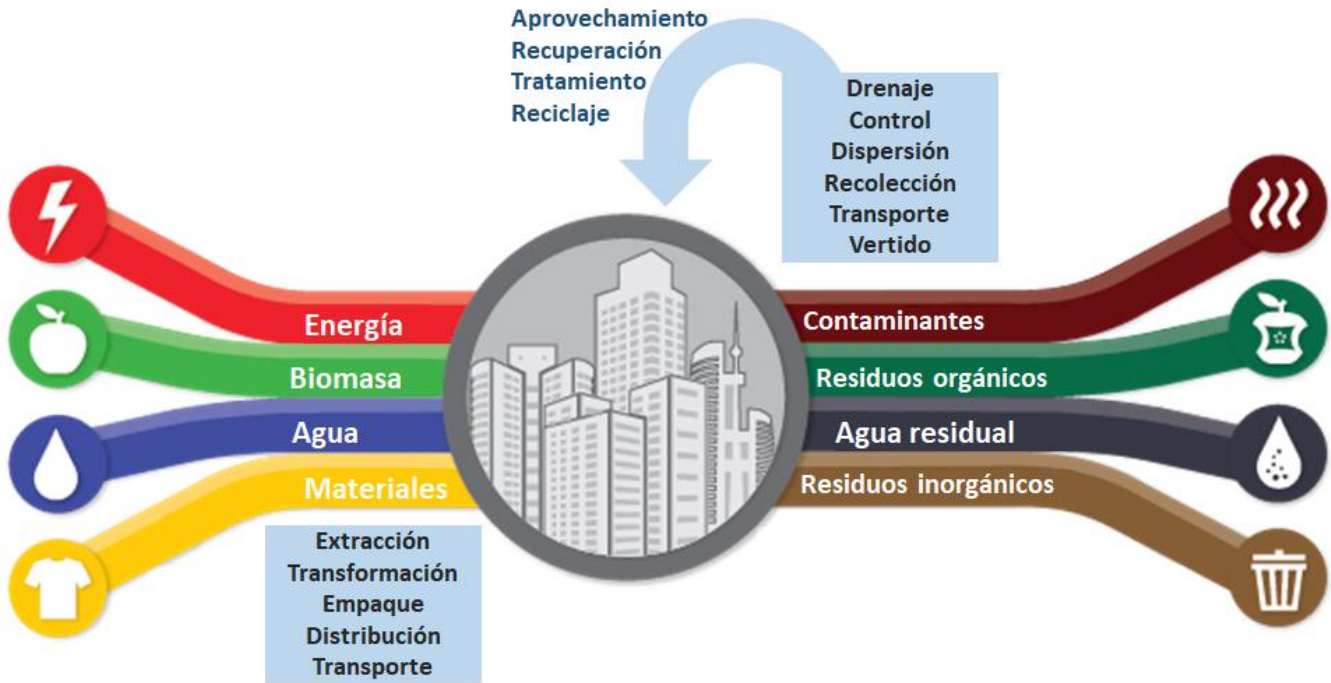 Aprovechamiento
Recuperación
Tratamiento
Reciclaje
Drenaje
Control
Dispersión
Recolección
Transporte
Vertido
Energía
Biomasa
Agua
Materiales
Contaminantes
Residuos orgánicos
Agua residual
Residuos inorgánicos
Extracción
Transformación
Empaque
Distribución
Transporte